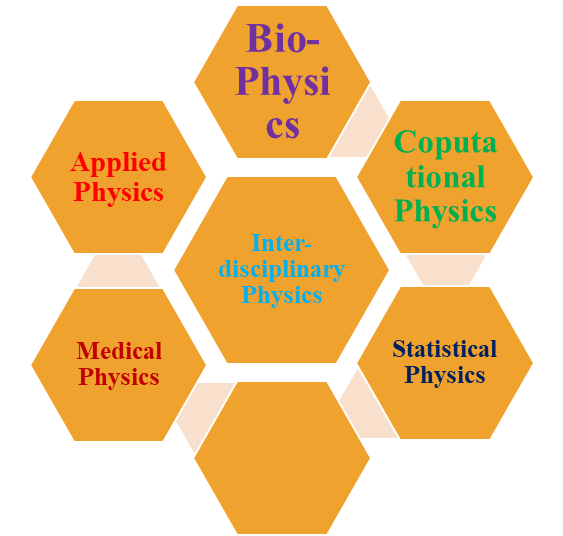 Bio-
Physi
cs
Applied
Physics
Coputa
tional
Physics
Inter-
disciplinary
Physics
Medical
Physics
Statistical
Physics